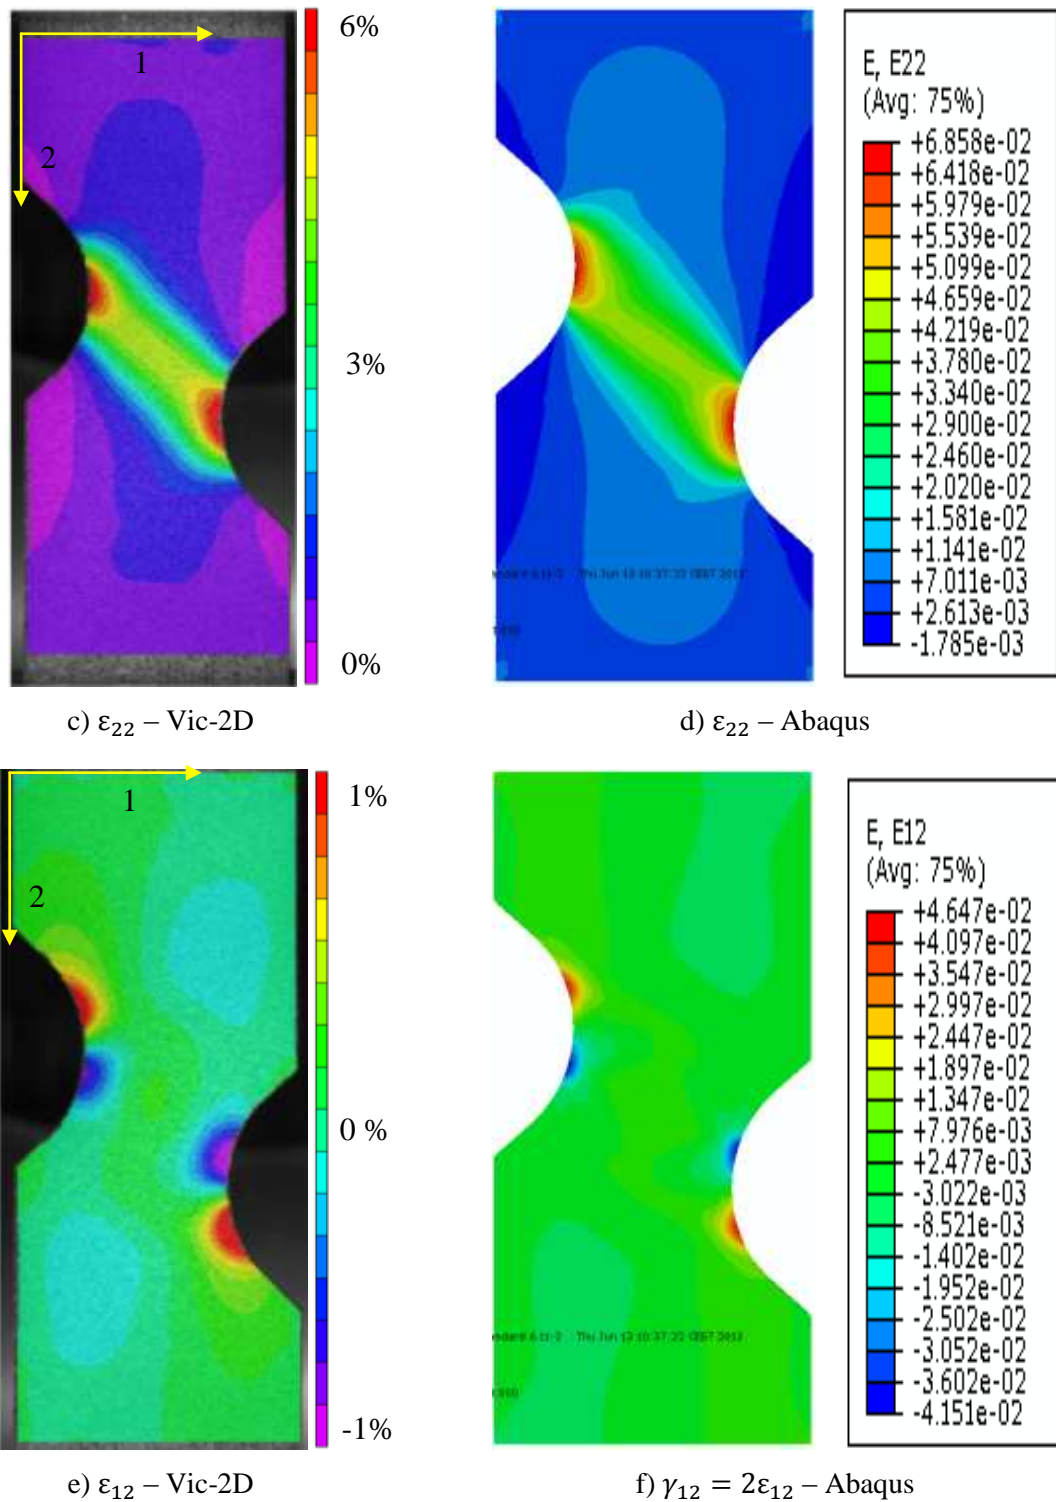 6%
1
2
3%
0%
E, E22
(Avg: 75%)
+6.858e-02
+6.418e-02
+5.979e-02
+5.539e-02
+5.099e-02
+4.659e-02
+4.219e-02
+3.780e-02
+3.340e-02
+2.900e-02
+2.460e-02
+2.020e-02
+1.581e-02
+1.141e-02
+7.011e-03
+2.613e-03
-1.785e-03
c) ε₂₂ – Vic-2D
d) ε₂₂ – Abaqus
1%
1
2
0 %
-1%
E, E12
(Avg: 75%)
+4.647e-02
+4.097e-02
+3.547e-02
+2.997e-02
+2.447e-02
+1.897e-02
+1.347e-02
+7.976e-03
+2.477e-03
-3.022e-03
-8.521e-03
-1.402e-02
-1.952e-02
-2.502e-02
-3.052e-02
-3.602e-02
-4.151e-02
e) ε₁₂ – Vic-2D
f) γ₁₂ = 2ε₁₂ – Abaqus